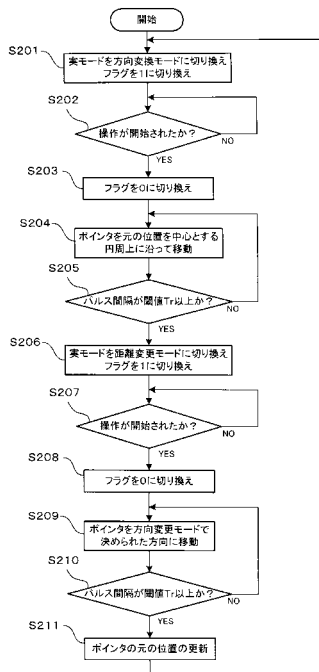 開始
S201
実モードを方向変換モードに切り換え
フラグを1に切り換え
S202
操作が開始されたか?
NO
YES
S203
フラグを0に切り換え
S204
ポインタを元の位置を中心とする
円周上に沿って移動
S205
パルス間隔が閾値Tr以上か?
NO
YES
S206
実モードを距離変更モードに切り換え
フラグを1に切り換え
S207
操作が開始されたか?
NO
YES
S208
フラグを0に切り換え
S209
ポインタを方向変更モードで
決められた方向に移動
S210
パルス間隔が閾値Tr以上か?
NO
YES
S211
ポインタの元の位置の更新